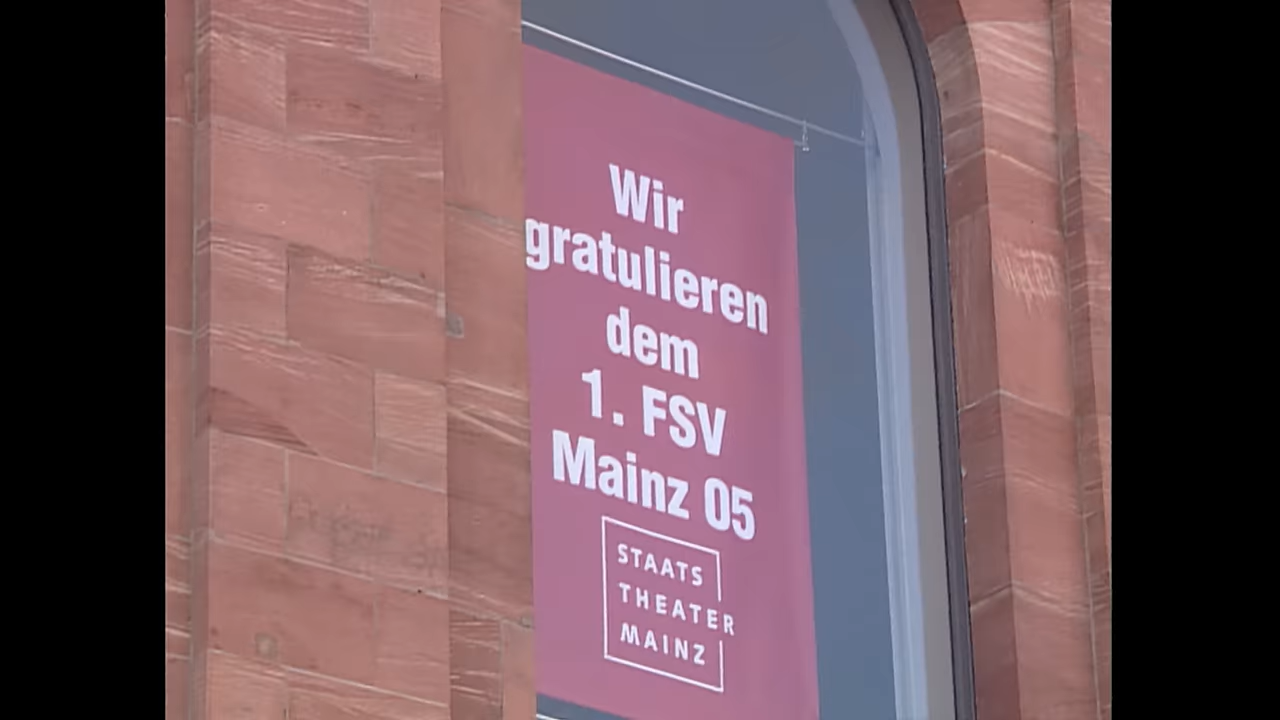 Wir
gratulieren
dem
1. FSV
Mainz 05
STAATS
THEATER
MAINZ